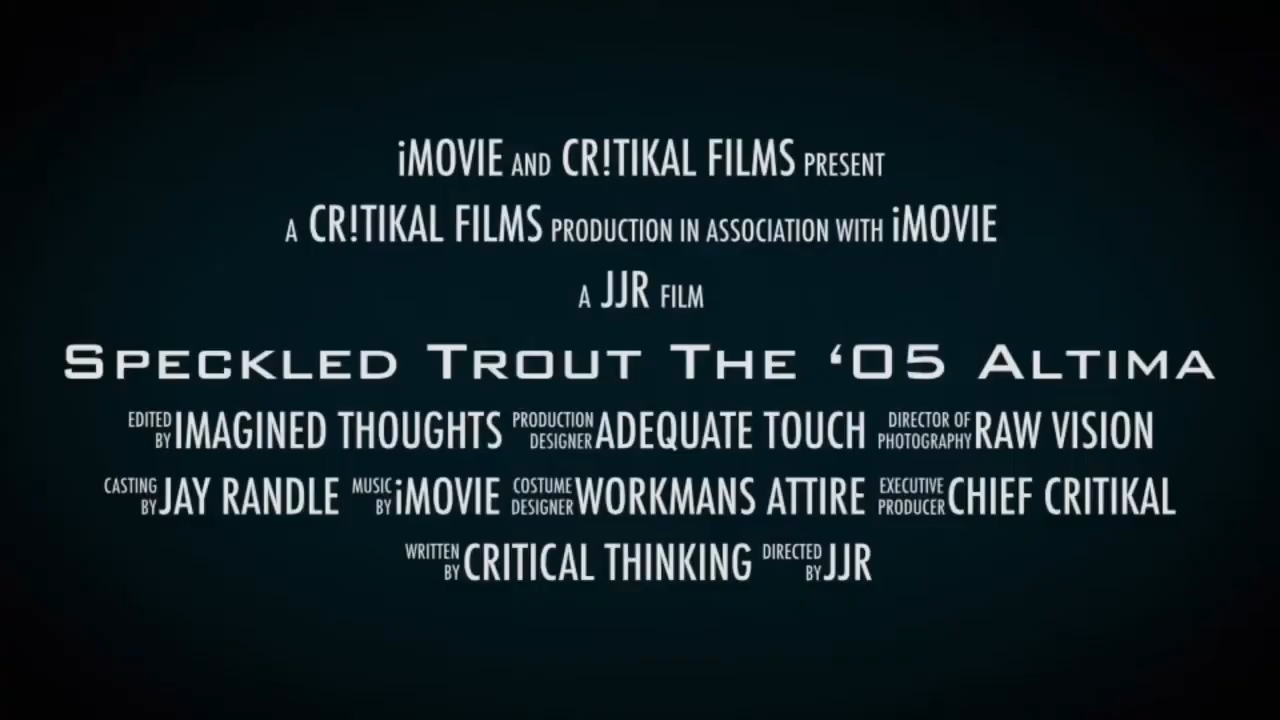 iMOVIE AND CR!TIKAL FILMS PRESENT
A CR!TIKAL FILMS PRODUCTION IN ASSOCIATION WITH iMOVIE
A JJR FILM
SPECKLED TROUT THE ‘05 ALTIMA
EDITED BY IMAGINED THOUGHTS PRODUCTION DESIGNER ADEQUATE TOUCH DIRECTOR OF PHOTOGRAPHY RAW VISION
CASTING BY JAY RANDLE MUSIC BY iMOVIE COSTUME DESIGNER WORKMANS ATTIRE EXECUTIVE PRODUCER CHIEF CRITIKAL
WRITTEN BY CRITICAL THINKING DIRECTED BY JJR